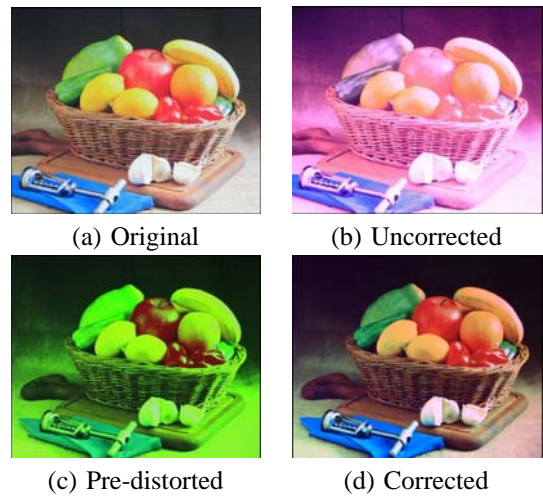 (a) Original
(b) Uncorrected
(c) Pre-distorted
(d) Corrected